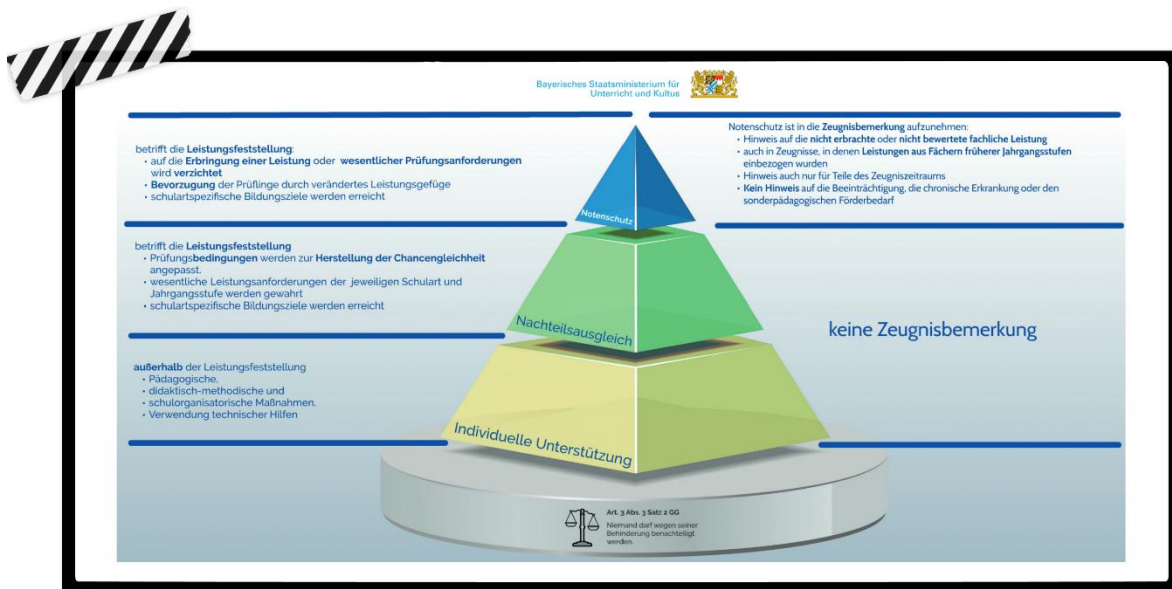 Bayerisches Staatsministerium für
Unterricht und Kultus
betrifft die Leistungsfeststellung:
• auf die Erbringung einer Leistung oder wesentlicher Prüfungsanforderungen
wird verzichtet
• Bevorzugung der Prüflinge durch verändertes Leistungsgefüge
• schulartspezifische Bildungsziele werden erreicht
Notenschutz
Notenschutz ist in die Zeugnisbemerkung aufzunehmen:
• Hinweis auf die nicht erbrachte oder nicht bewertete fachliche Leistung
• auch in Zeugnisse, in denen Leistungen aus Fächern früherer Jahrgangsstufen
einbezogen wurden
• Hinweis auch nur für Teile des Zeugniszeitraums
• Kein Hinweis auf die Beeinträchtigung, die chronische Erkrankung oder den
sonderpädagogischen Förderbedarf
betrifft die Leistungsfeststellung
• Prüfungsbedingungen werden zur Herstellung der Chancengleichheit
angepasst.
• wesentliche Leistungsanforderungen der jeweiligen Schulart und
Jahrgangsstufe werden gewahrt
• schulartspezifische Bildungsziele werden erreicht
Nachteilsausgleich
keine Zeugnisbemerkung
außerhalb der Leistungsfeststellung
• Pädagogische,
• didaktisch-methodische und
• schulorganisatorische Maßnahmen.
• Verwendung technischer Hilfen
Individuelle Unterstützung
Art. 3 Abs. 3 Satz 2 GG
Niemand darf wegen seiner
Behinderung benachteiligt
werden.